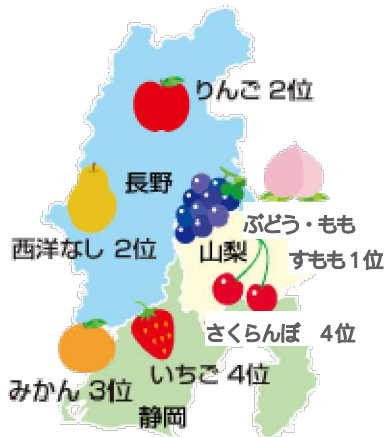 りんご 2位
長野
ぶどう・もも
西洋なし 2位
山梨
すもも1位
さくらんぼ 4位
いちご 4位
みかん 3位
静岡